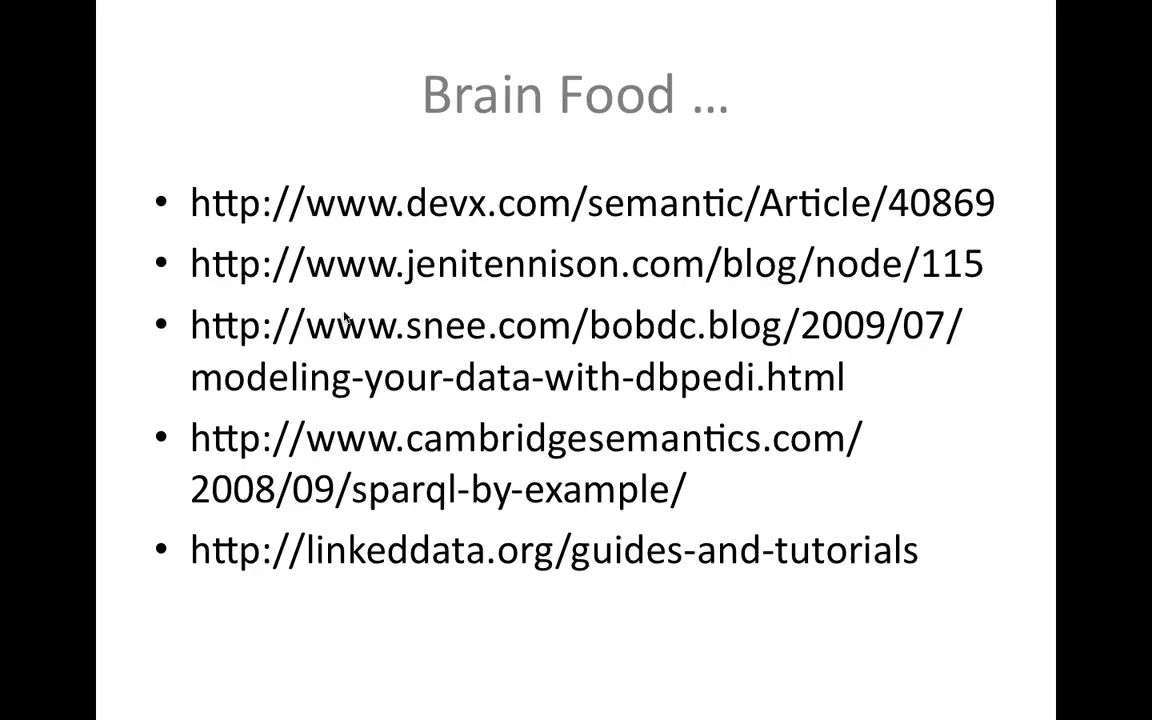 Brain Food ...
• http://www.devx.com/semantic/Article/40869
• http://www.jenitennison.com/blog/node/115
• http://www.snee.com/bobdc.blog/2009/07/
modeling-your-data-with-dbpedi.html
• http://www.cambridgesemantics.com/
2008/09/sparql-by-example/
• http://linkeddata.org/guides-and-tutorials